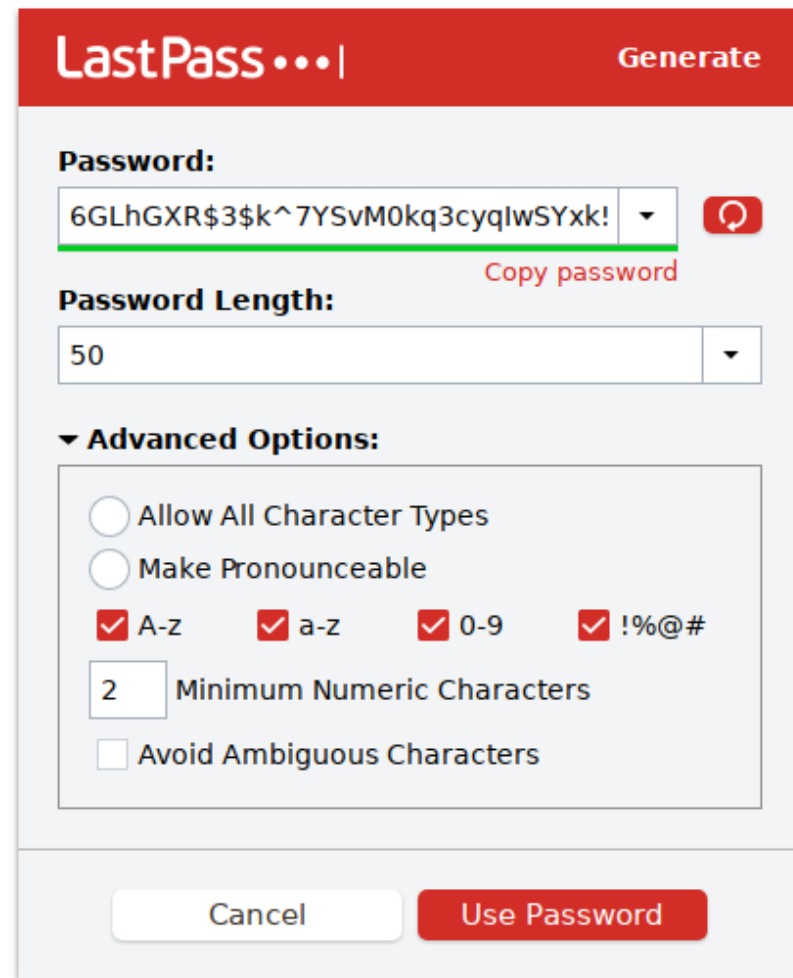 LastPass •••| Generate
Password:
6GLhGXR$3$k^7YSvM0kq3cyqIwSYxk!
Copy password
Password Length:
50
Advanced Options:
Allow All Character Types
Make Pronounceable
A-z a-z 0-9 !%@#
2 Minimum Numeric Characters
Avoid Ambiguous Characters
Cancel Use Password